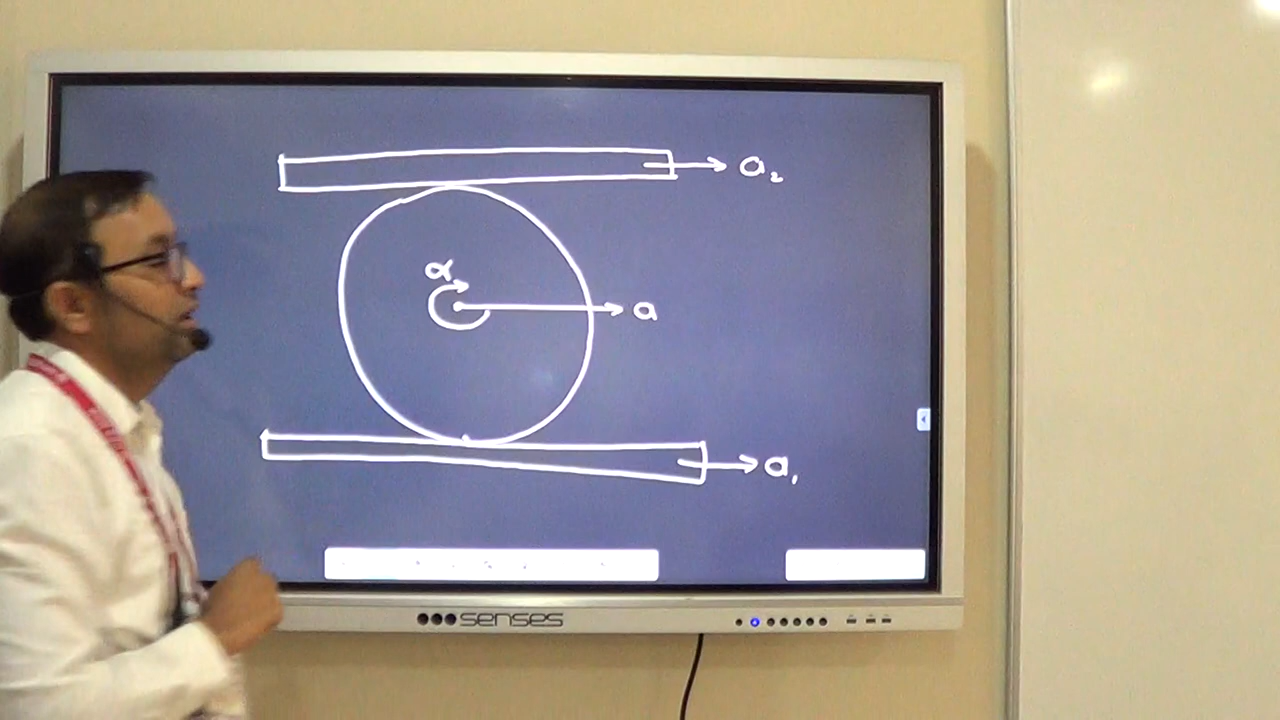 a₂
α
a
a₁
senses